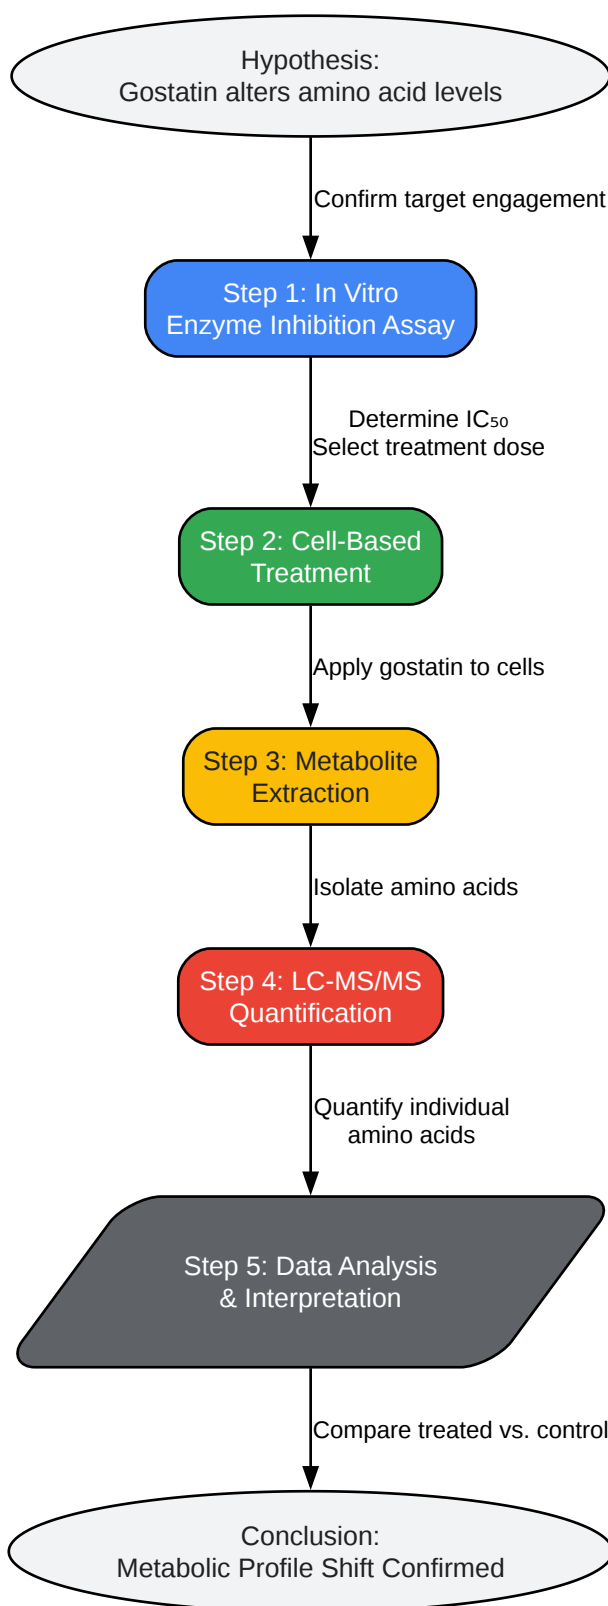 Hypothesis:
Gostatin alters amino acid levels
Confirm target engagement
Step 1: In Vitro
Enzyme Inhibition Assay
Determine IC₅₀
Select treatment dose
Step 2: Cell-Based
Treatment
Apply gostatin to cells
Step 3: Metabolite
Extraction
Isolate amino acids
Step 4: LC-MS/MS
Quantification
Quantify individual
amino acids
Step 5: Data Analysis
& Interpretation
Compare treated vs. control
Conclusion:
Metabolic Profile Shift Confirmed